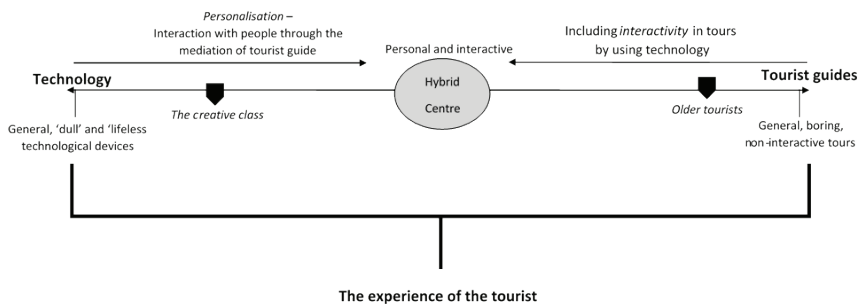 Personalisation –
Interaction with people through the
mediation of tourist guide
Including interactivity in tours
by using technology
Personal and interactive
Technology
Tourist guides
Hybrid
Centre
The creative class
Older tourists
General, 'dull' and 'lifeless
technological devices
General, boring,
non-interactive tours
The experience of the tourist